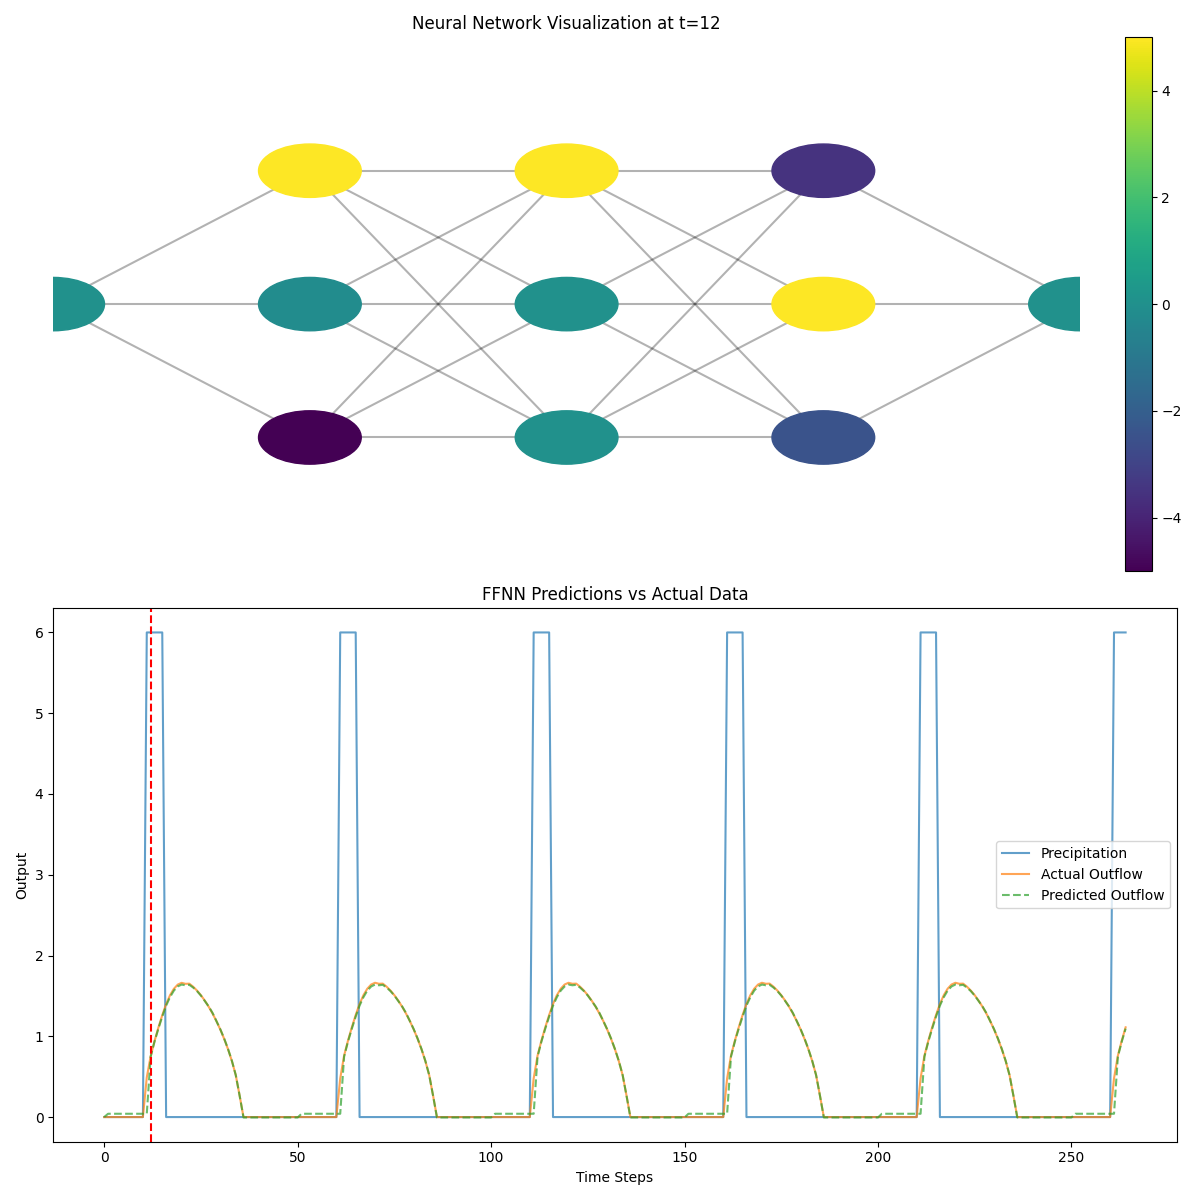 Neural Network Visualization at t=12
4
2
0
−2
−4
FFNN Predictions vs Actual Data
6
5
4
3
2
1
0
Output
Precipitation
Actual Outflow
Predicted Outflow
0 50 100 150 200 250
Time Steps